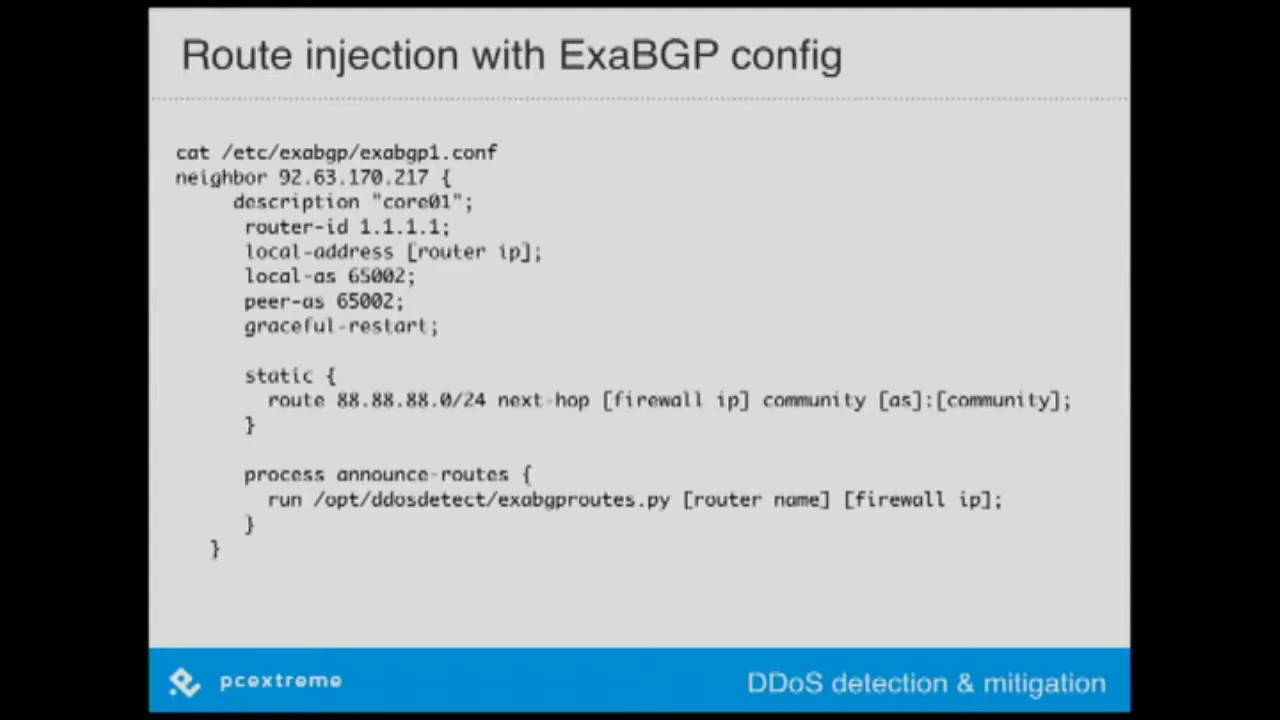 Route injection with ExaBGP config
cat /etc/exabgp/exabgp1.conf
neighbor 92.63.170.217 {
description "core01";
router-id 1.1.1.1;
local-address [router ip];
local-as 65002;
peer-as 65002;
graceful-restart;
static {
route 88.88.88.0/24 next-hop [firewall ip] community [as]:[community];
}
process announce-routes {
run /opt/ddosdetect/exabgproutes.py [router name] [firewall ip];
}
}
pcextreme
DDoS detection & mitigation